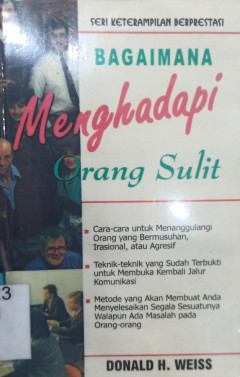 SERI KETERAMPILAN BERPRESTASI
BAGAIMANA
Menghadapi
Orang Sulit
Cara-cara untuk Menanggulangi
Orang yang Bermusuhan,
Trasional, atau Agresif
Teknik-teknik yang Sudah Terbukti
untuk Membuka Kembali Jalur
Komunikasi
Metode yang Akan Membuat Anda
Menyelesaikan Segala Sesuatunya
Walapun Ada Masalah pada
Orang-orang
3
DONALD H. WEISS